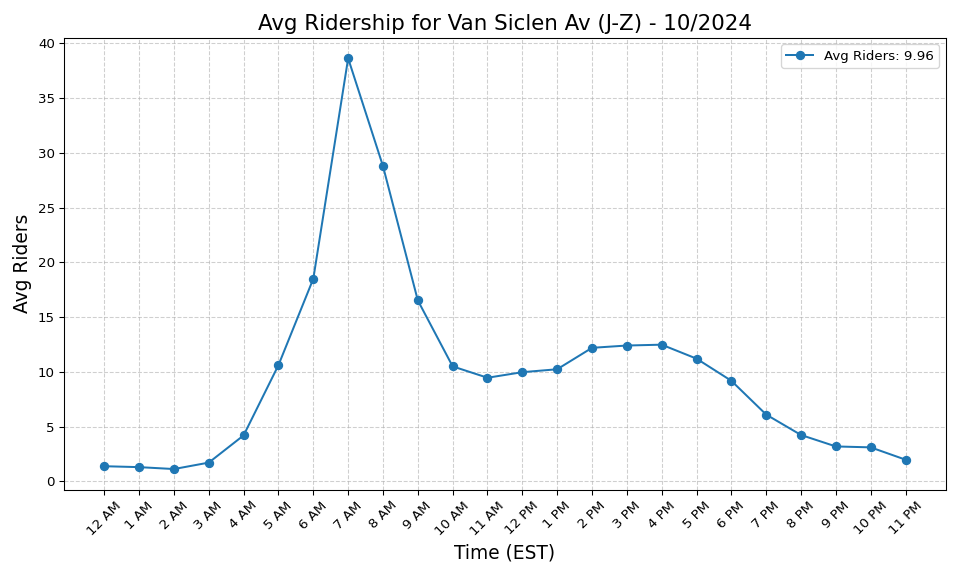 Avg Ridership for Van Siclen Av (J-Z) - 10/2024
Avg Riders: 9.96
Avg Riders
40
35
30
25
20
15
10
5
0
12 AM
1 AM
2 AM
3 AM
4 AM
5 AM
6 AM
7 AM
8 AM
9 AM
10 AM
11 AM
12 PM
1 PM
2 PM
3 PM
4 PM
5 PM
6 PM
7 PM
8 PM
9 PM
10 PM
11 PM
Time (EST)